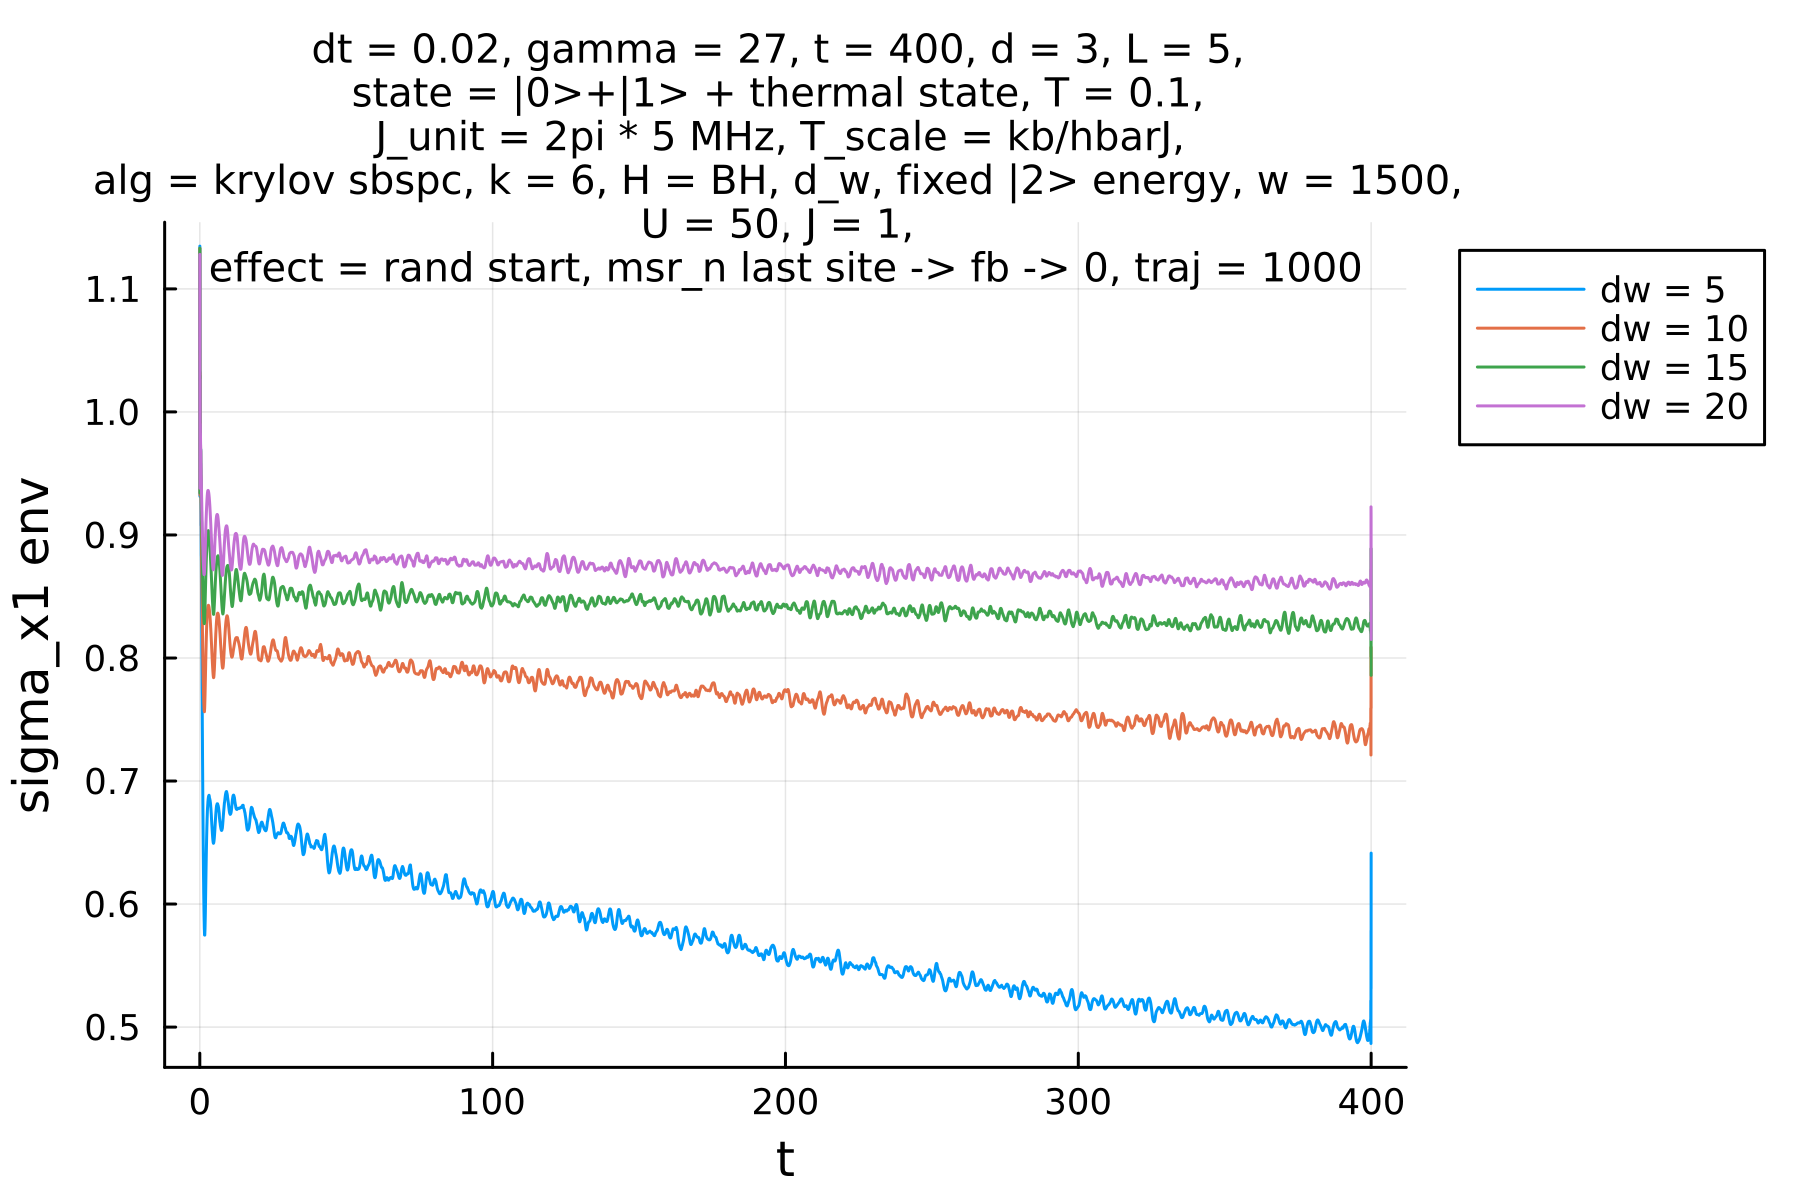 dt = 0.02, gamma = 27, t = 400, d = 3, L = 5,
state = |0>+|1> + thermal state, T = 0.1,
J_unit = 2pi * 5 MHz, T_scale = kb/hbarJ,
alg = krylov sbspc, k = 6, H = BH, d_w, fixed |2> energy, w = 1500,
U = 50, J = 1,
effect = rand start, msr_n last site -> fb -> 0, traj = 1000
sigma_x1 env
1.1
1.0
0.9
0.8
0.7
0.6
0.5
0
100
200
300
400
t
dw = 5
dw = 10
dw = 15
dw = 20